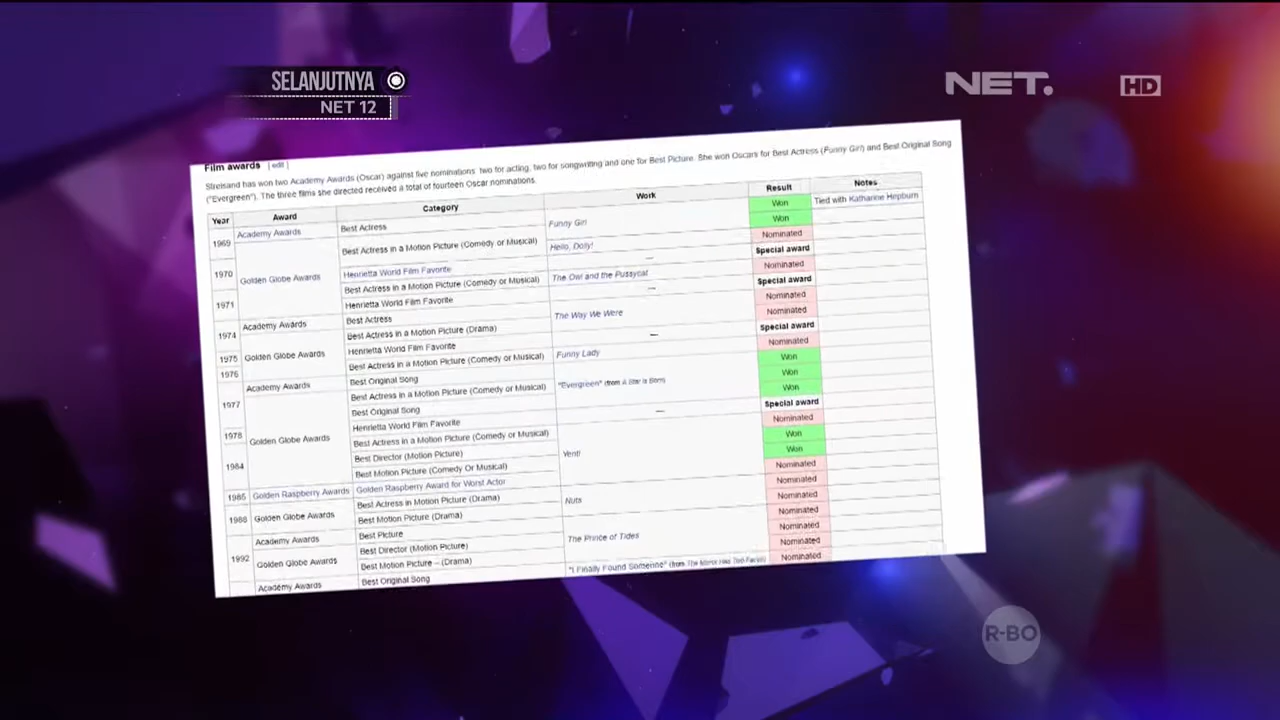 SELANJUTNYA
NET 12
NET.
HD
Film awards [edit]
Streisand has won two Academy Awards (Oscar) against five nominations: two for acting, two for songwriting and one for Best Picture. She won Oscars for Best Actress (Funny Girl) and Best Original Song
("Evergreen"). The three films she directed received a total of fourteen Oscar nominations.
Year Award Category Work Result Notes
1969 Academy Awards Best Actress Funny Girl Won Tied with Katharine Hepburn
Golden Globe Awards Best Actress in a Motion Picture (Comedy or Musical) Won
1970 Hello, Dolly! Nominated
Henrietta World Film Favorite — Special award
1971 Best Actress in a Motion Picture (Comedy or Musical) The Owl and the Pussycat Nominated
Henrietta World Film Favorite — Special award
1974 Academy Awards Best Actress The Way We Were Nominated
Golden Globe Awards Best Actress in a Motion Picture (Drama) Nominated
1975 Henrietta World Film Favorite — Special award
1976 Best Actress in a Motion Picture (Comedy or Musical) Funny Lady Nominated
1977 Academy Awards Best Original Song "Evergreen" (from A Star is Born) Won
Golden Globe Awards Best Actress in a Motion Picture (Comedy or Musical) Won
Best Original Song Won
1978 Henrietta World Film Favorite — Special award
1984 Best Actress in a Motion Picture (Comedy or Musical) Yentl Nominated
Best Director (Motion Picture) Won
Best Motion Picture (Comedy Or Musical) Won
1985 Golden Raspberry Awards Golden Raspberry Award for Worst Actor Nominated
1988 Golden Globe Awards Best Actress in Motion Picture (Drama) Nuts Nominated
Best Motion Picture (Drama) Nominated
1992 Academy Awards Best Picture The Prince of Tides Nominated
Golden Globe Awards Best Director (Motion Picture) Nominated
Best Motion Picture – (Drama) Nominated
Academy Awards Best Original Song "I Finally Found Someone" (from The Mirror Has Two Faces) Nominated
R-BO